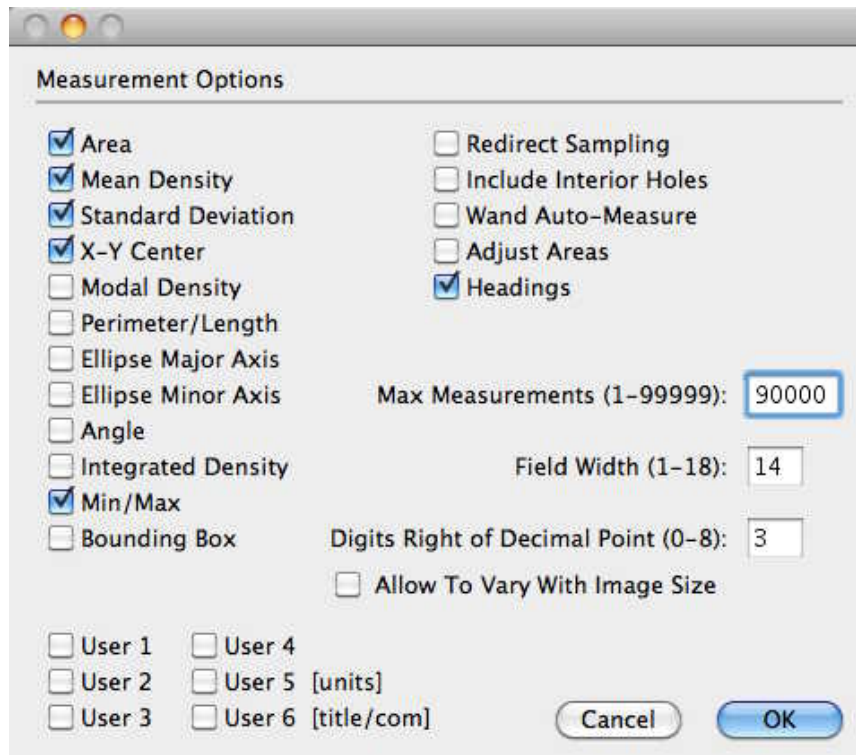 Measurement Options
Area
Mean Density
Standard Deviation
X-Y Center
Modal Density
Perimeter/Length
Ellipse Major Axis
Ellipse Minor Axis
Angle
Integrated Density
Min/Max
Bounding Box
Redirect Sampling
Include Interior Holes
Wand Auto-Measure
Adjust Areas
Headings
Max Measurements (1-99999): 90000
Field Width (1-18): 14
Digits Right of Decimal Point (0-8): 3
Allow To Vary With Image Size
User 1 User 4
User 2 User 5 [units]
User 3 User 6 [title/com]
Cancel OK